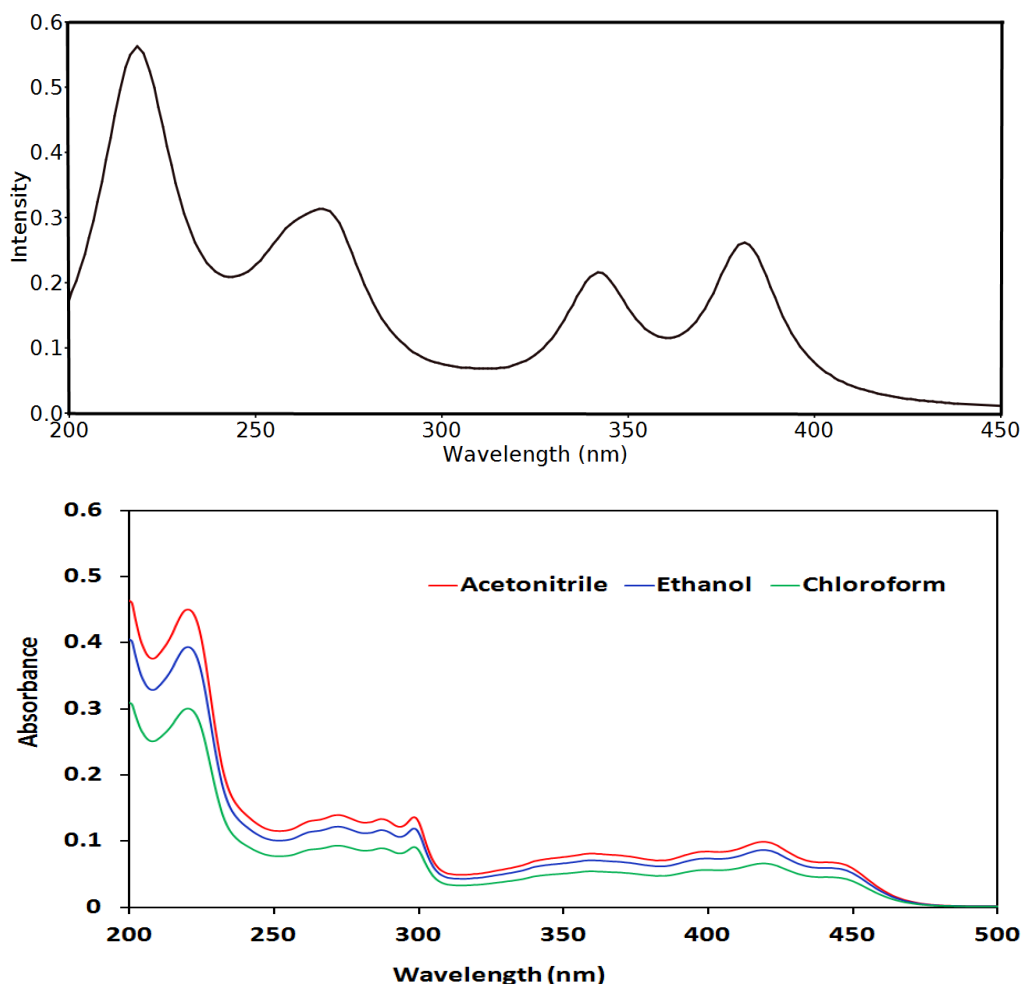 0.6
0.5
0.4
0.3
0.2
0.1
0.0
Intensity
200 250 300 350 400 450
Wavelength (nm)
0.6
0.5
0.4
0.3
0.2
0.1
0
Absorbance
Acetonitrile Ethanol Chloroform
200 250 300 350 400 450 500
Wavelength (nm)